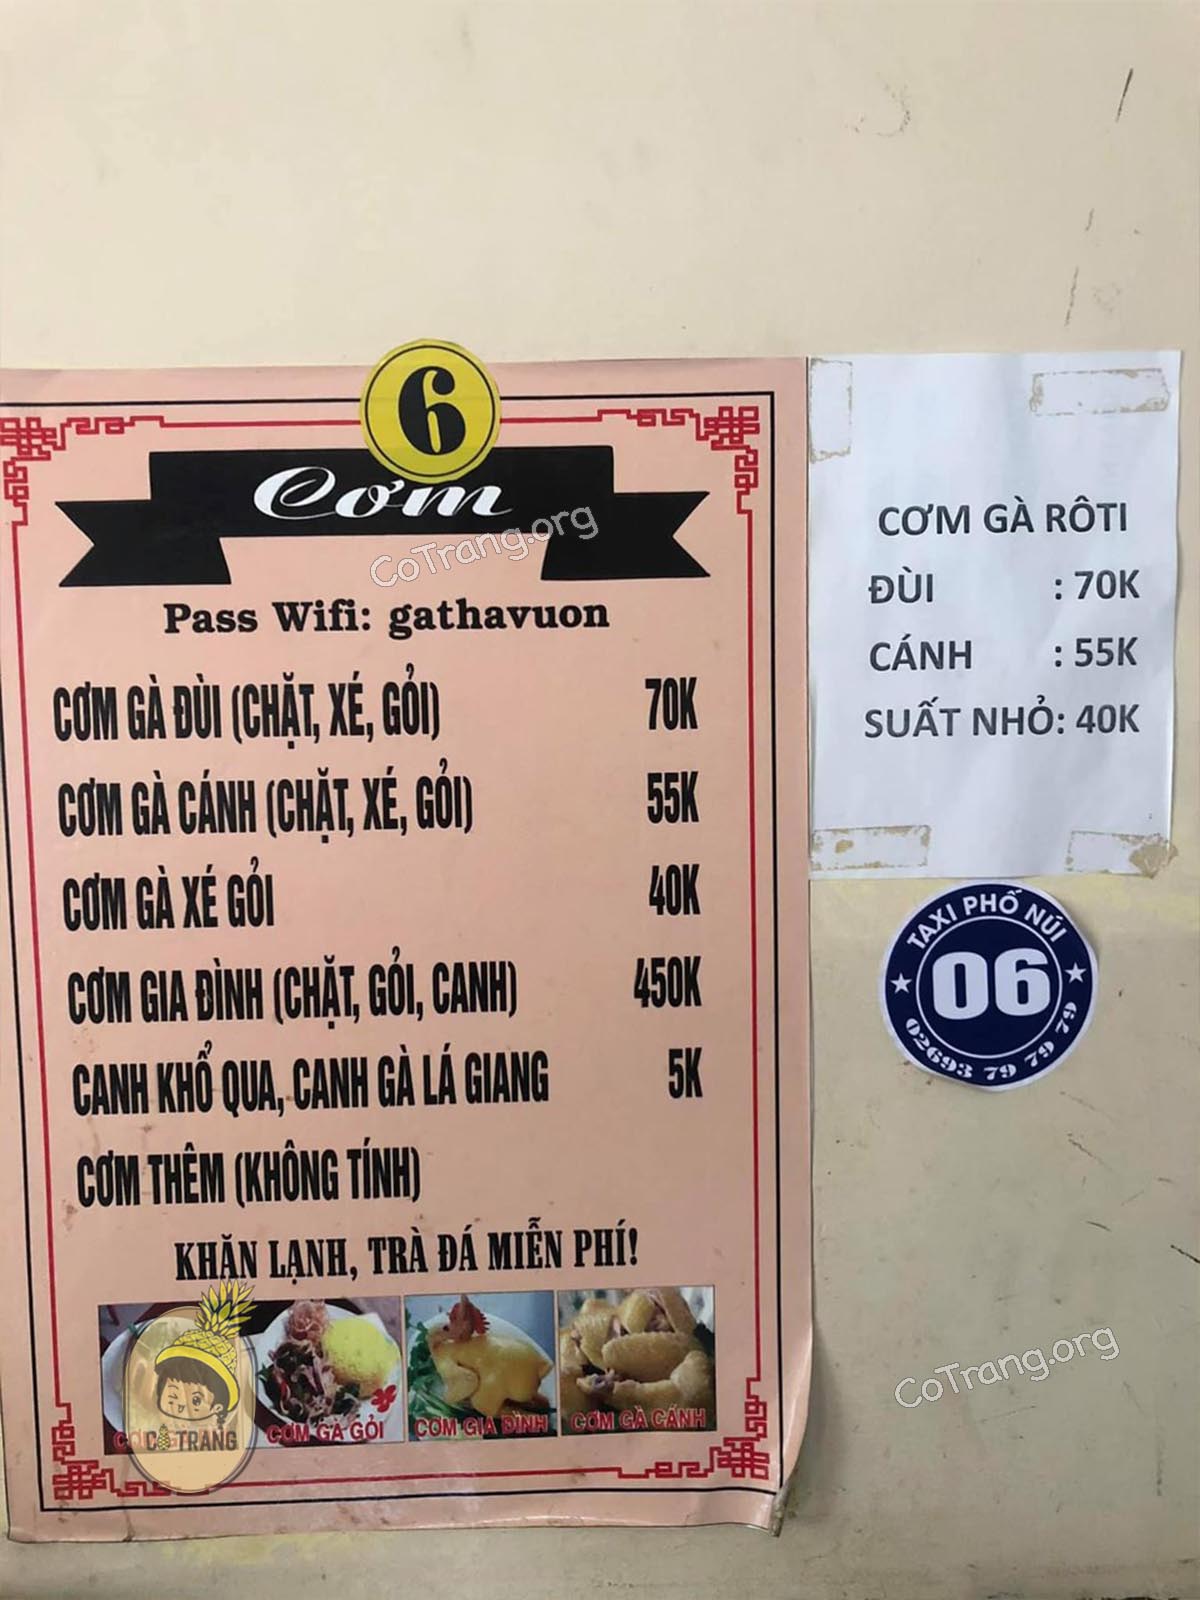 6
Cơm
CoTrang.org
Pass Wifi: gathavuon
CƠM GÀ ĐÙI (CHẶT, XÉ, GỎI) 70K
CƠM GÀ CÁNH (CHẶT, XÉ, GỎI) 55K
CƠM GÀ XÉ GỎI 40K
CƠM GIA ĐÌNH (CHẶT, GỎI, CANH) 450K
CANH KHỔ QUA, CANH GÀ LÁ GIANG 5K
CƠM THÊM (KHÔNG TÍNH)
KHĂN LẠNH, TRÀ ĐÁ MIỄN PHÍ!
CÔ TRANG
CƠM GÀ GỎI
CƠM GIA ĐÌNH
CƠM GÀ CÁNH
CƠM GÀ RÔTI
ĐÙI : 70K
CÁNH : 55K
SUẤT NHỎ: 40K
TAXI PHỐ NÚI
06
02693 79 79 79
CoTrang.org